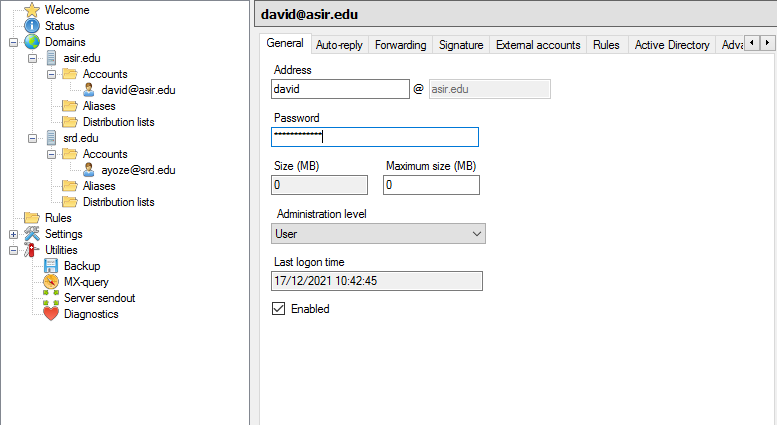 Welcome
Status
Domains
asir.edu
Accounts
david@asir.edu
Aliases
Distribution lists
srd.edu
Accounts
ayoze@srd.edu
Aliases
Distribution lists
Rules
Settings
Utilities
Backup
MX-query
Server sendout
Diagnostics
david@asir.edu
General Auto-reply Forwarding Signature External accounts Rules Active Directory Adva
Address
david @ asir.edu
Password
************
Size (MB) Maximum size (MB)
0 0
Administration level
User
Last logon time
17/12/2021 10:42:45
Enabled